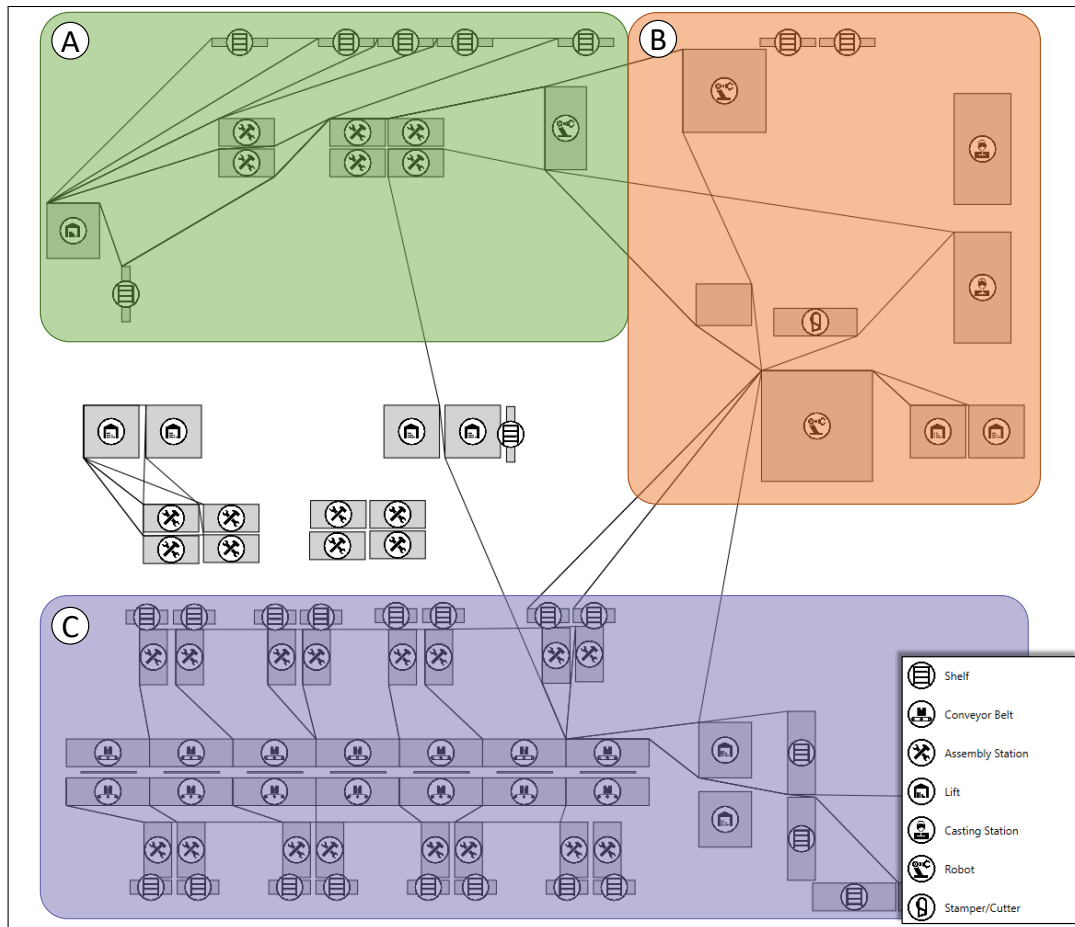 A
B
C
Shelf
Conveyor Belt
Assembly Station
Lift
Casting Station
Robot
Stamper/Cutter